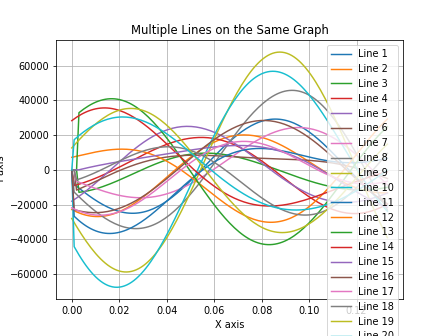 Multiple Lines on the Same Graph
60000
40000
20000
0
−20000
−40000
−60000
0.00
0.02
0.04
0.06
0.08
0.10
X axis
axis
Line 1
Line 2
Line 3
Line 4
Line 5
Line 6
Line 7
Line 8
Line 9
Line 10
Line 11
Line 12
Line 13
Line 14
Line 15
Line 16
Line 17
Line 18
Line 19
Line 20